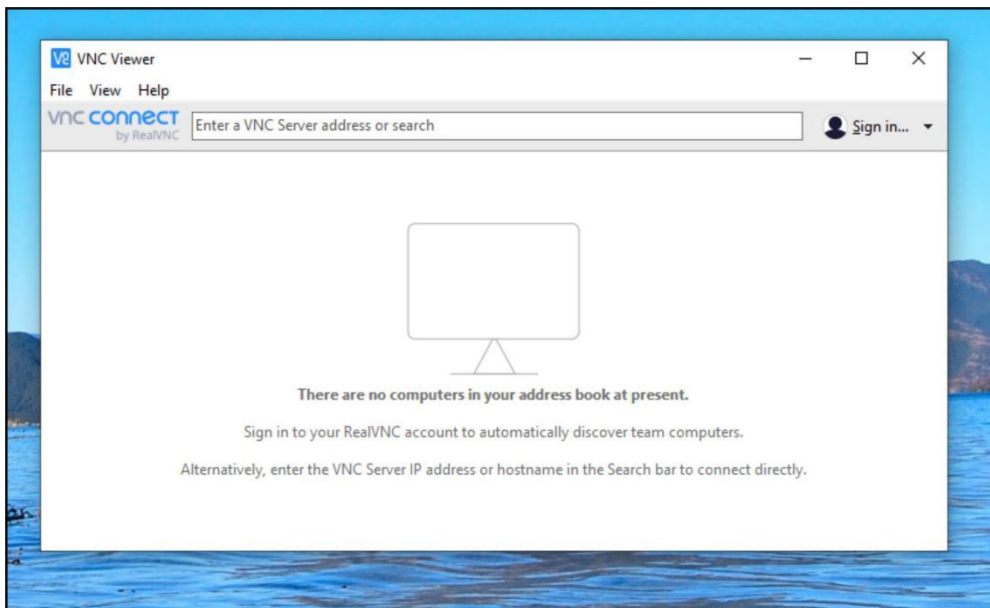 VNC Viewer
File View Help
vnc connect
by RealVNC
Enter a VNC Server address or search
Sign in...
There are no computers in your address book at present.
Sign in to your RealVNC account to automatically discover team computers.
Alternatively, enter the VNC Server IP address or hostname in the Search bar to connect directly.